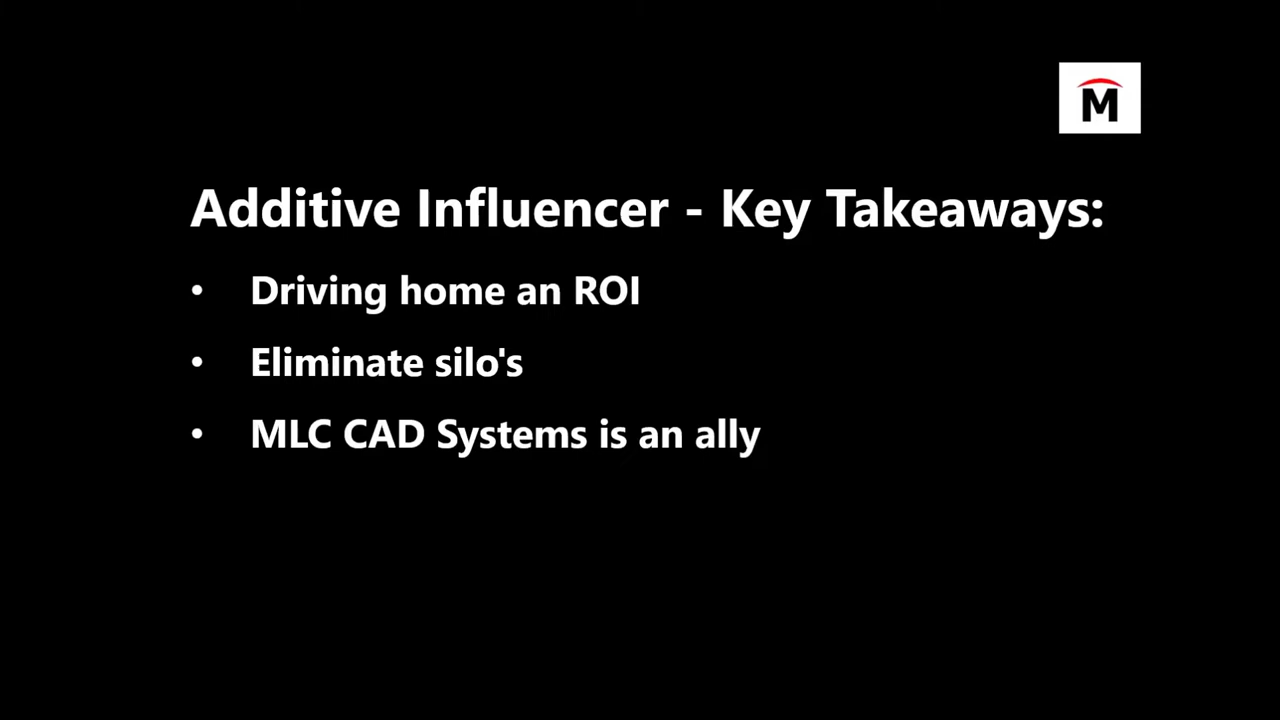 M
Additive Influencer - Key Takeaways:
• Driving home an ROI
• Eliminate silo's
• MLC CAD Systems is an ally